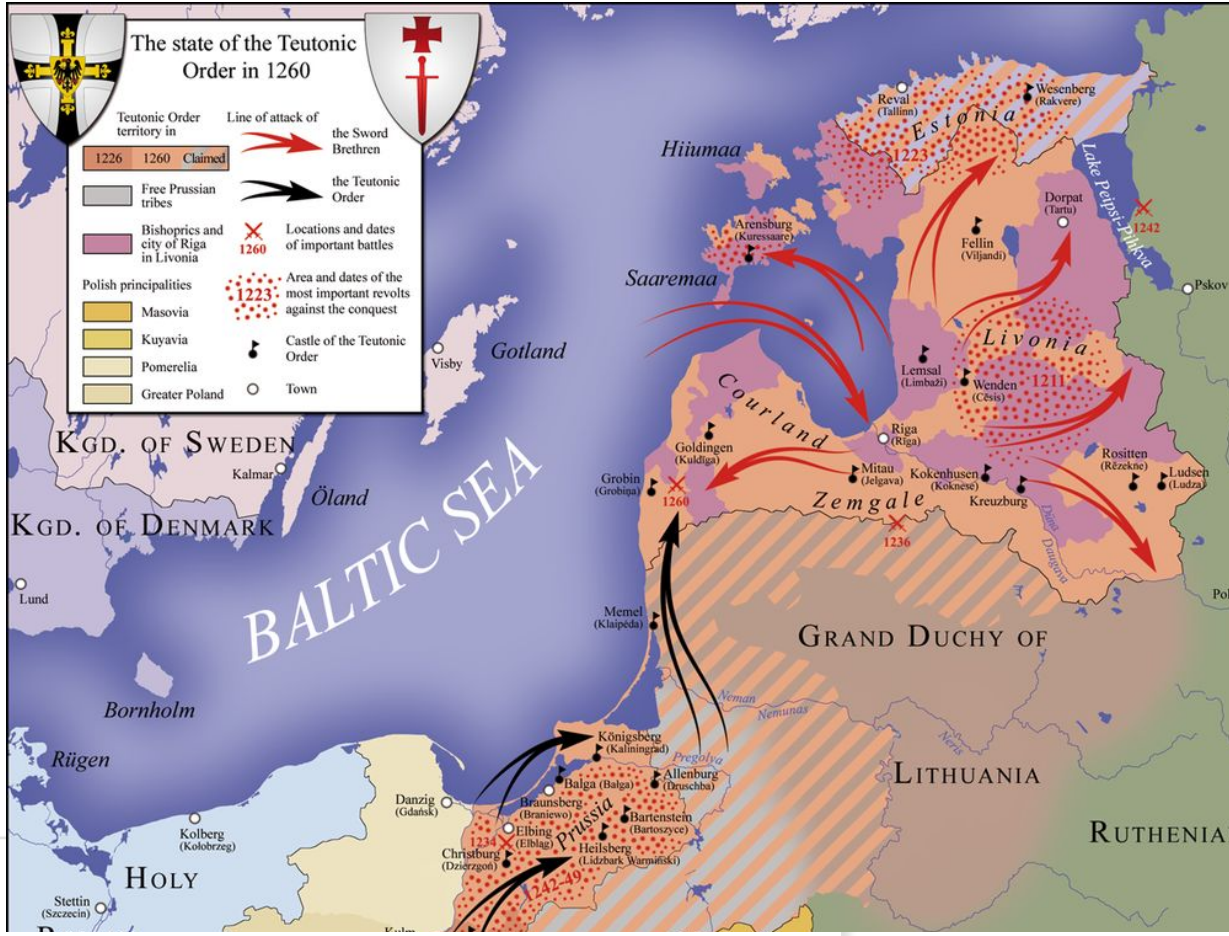 The state of the Teutonic
Order in 1260
Teutonic Order
territory in
1226 1260 Claimed
Free Prussian
tribes
Bishoprics and
city of Riga
in Livonia
Polish principalities
Masovia
Kuyavia
Pomerelia
Greater Poland
Line of attack of
the Sword
Brethren
the Teutonic
Order
1260
Locations and dates
of important battles
1223
Area and dates of the
most important revolts
against the conquest
Castle of the Teutonic
Order
Town
Reval
(Tallinn)
Wesenberg
(Rakvere)
Estonia
1223
Hiiumaa
Lake Peipsi-Pihkva
Dorpat
(Tartu)
1242
Arensburg
(Kuressaare)
Fellin
(Viljandi)
Saaremaa
Pskov
Visby
Gotland
Livonia
Lemsal
(Limbaži)
Wenden
(Cēsis)
1211
Courland
KGD. OF SWEDEN
Kalmar
Öland
Goldingen
(Kuldīga)
Riga
(Rīga)
Grobin
(Grobiņa)
1260
Mitau
(Jelgava)
Kokenhusen
(Koknese)
Kreuzburg
Rositten
(Rēzekne)
Ludsen
(Ludza)
Zemgale
1236
Düna
Daugava
KGD. OF DENMARK
Lund
BALTIC SEA
Pol
Memel
(Klaipėda)
GRAND DUCHY OF
LITHUANIA
Neman
Nemunas
Neris
Bornholm
Rügen
Königsberg
(Kaliningrad)
Pregolya
Balga (Bałga)
Allenburg
(Druschba)
Danzig
(Gdańsk)
Braunsberg
(Braniewo)
Prussia
Bartenstein
(Bartoszyce)
1234
Elbing
(Elbląg)
Heilsberg
(Lidzbark Warmiński)
Christburg
(Dzierzgoń)
1242-49
RUTHENIA
Kolberg
(Kołobrzeg)
HOLY
Stettin
(Szczecin)
Kulm